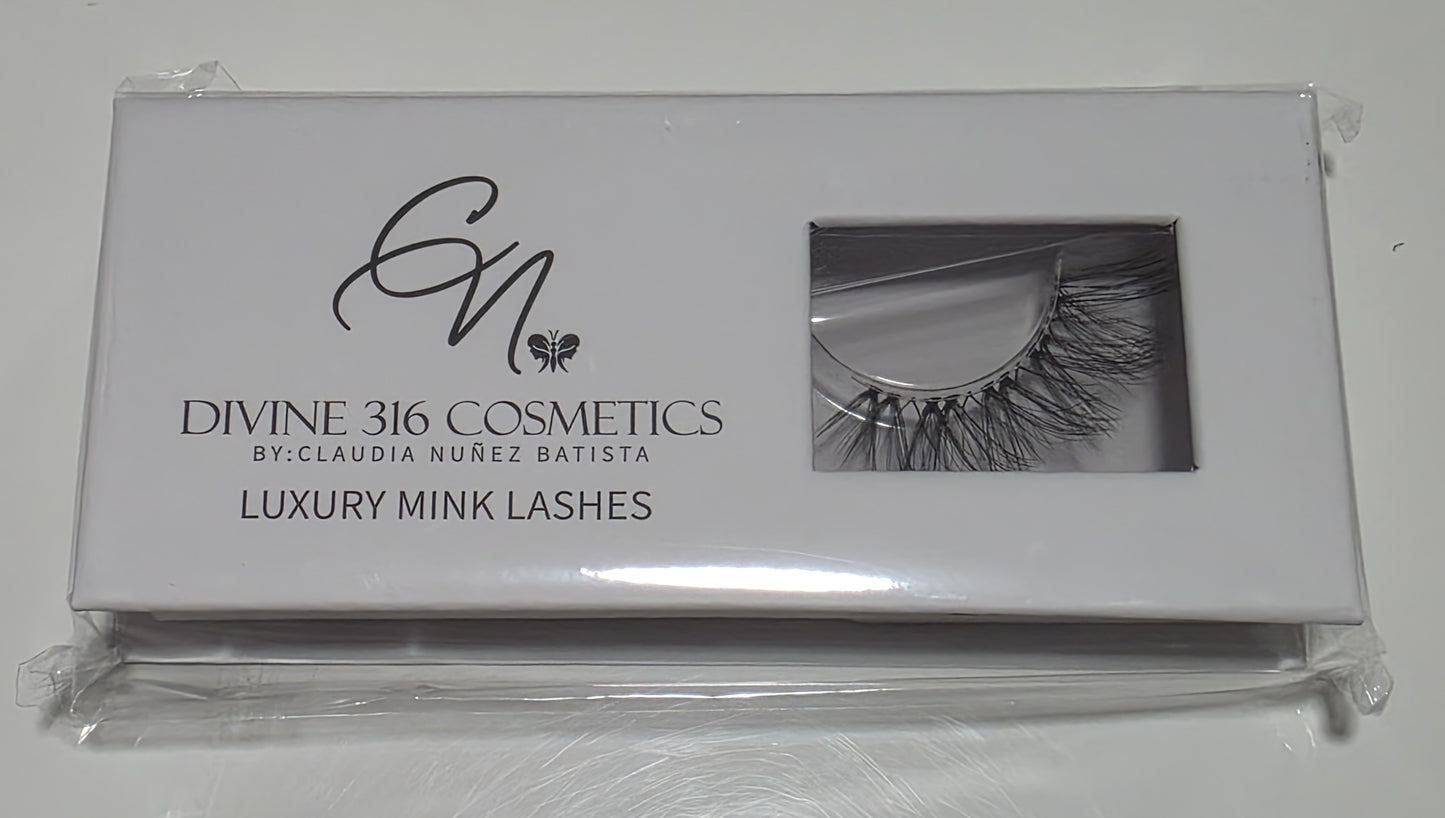 CN.
DIVINE 316 COSMETICS
BY:CLAUDIA NUÑEZ BATISTA
LUXURY MINK LASHES